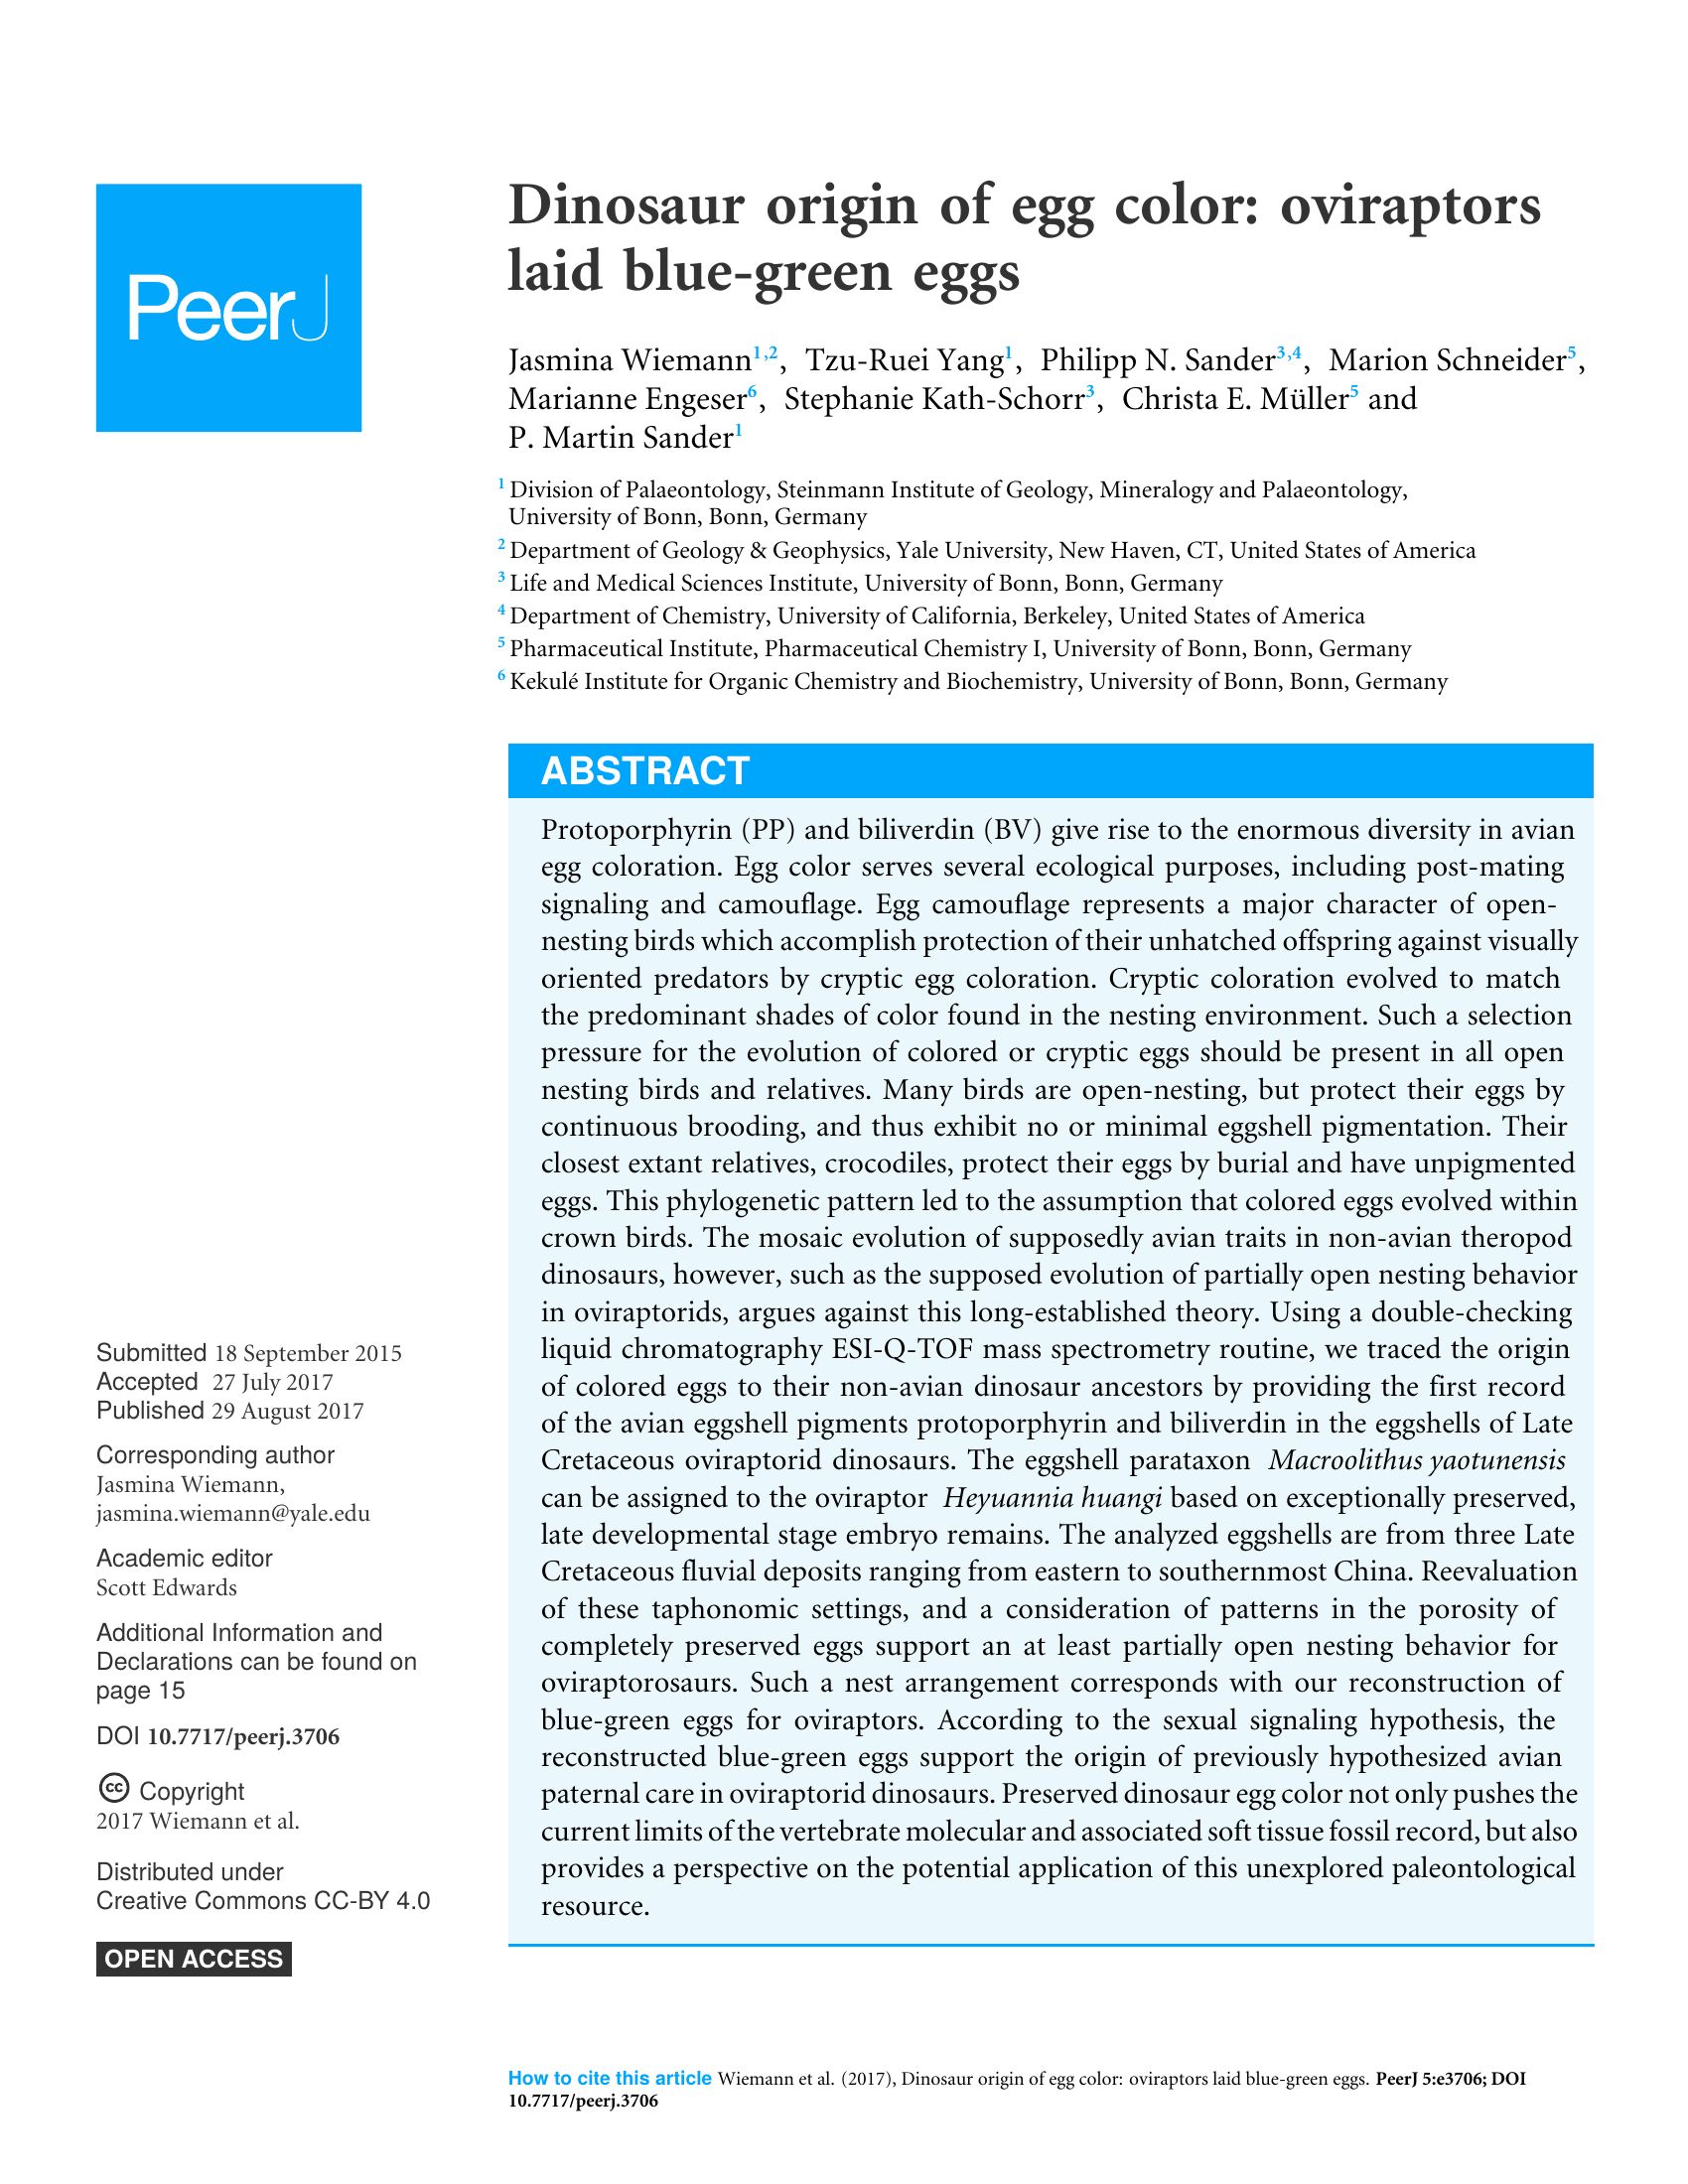 PeerJ
Dinosaur origin of egg color: oviraptors
laid blue-green eggs
Jasmina Wiemann1,2, Tzu-Ruei Yang1, Philipp N. Sander3,4, Marion Schneider5,
Marianne Engeser6, Stephanie Kath-Schorr3, Christa E. Müller5 and
P. Martin Sander1
1 Division of Palaeontology, Steinmann Institute of Geology, Mineralogy and Palaeontology,
University of Bonn, Bonn, Germany
2 Department of Geology & Geophysics, Yale University, New Haven, CT, United States of America
3 Life and Medical Sciences Institute, University of Bonn, Bonn, Germany
4 Department of Chemistry, University of California, Berkeley, United States of America
5 Pharmaceutical Institute, Pharmaceutical Chemistry I, University of Bonn, Bonn, Germany
6 Kekulé Institute for Organic Chemistry and Biochemistry, University of Bonn, Bonn, Germany
ABSTRACT
Protoporphyrin (PP) and biliverdin (BV) give rise to the enormous diversity in avian
egg coloration. Egg color serves several ecological purposes, including post-mating
signaling and camouflage. Egg camouflage represents a major character of open-
nesting birds which accomplish protection of their unhatched offspring against visually
oriented predators by cryptic egg coloration. Cryptic coloration evolved to match
the predominant shades of color found in the nesting environment. Such a selection
pressure for the evolution of colored or cryptic eggs should be present in all open
nesting birds and relatives. Many birds are open-nesting, but protect their eggs by
continuous brooding, and thus exhibit no or minimal eggshell pigmentation. Their
closest extant relatives, crocodiles, protect their eggs by burial and have unpigmented
eggs. This phylogenetic pattern led to the assumption that colored eggs evolved within
crown birds. The mosaic evolution of supposedly avian traits in non-avian theropod
dinosaurs, however, such as the supposed evolution of partially open nesting behavior
in oviraptorids, argues against this long-established theory. Using a double-checking
liquid chromatography ESI-Q-TOF mass spectrometry routine, we traced the origin
of colored eggs to their non-avian dinosaur ancestors by providing the first record
of the avian eggshell pigments protoporphyrin and biliverdin in the eggshells of Late
Cretaceous oviraptorid dinosaurs. The eggshell parataxon Macroolithus yaotunensis
can be assigned to the oviraptor Heyuannia huangi based on exceptionally preserved,
late developmental stage embryo remains. The analyzed eggshells are from three Late
Cretaceous fluvial deposits ranging from eastern to southernmost China. Reevaluation
of these taphonomic settings, and a consideration of patterns in the porosity of
completely preserved eggs support an at least partially open nesting behavior for
oviraptorosaurs. Such a nest arrangement corresponds with our reconstruction of
blue-green eggs for oviraptors. According to the sexual signaling hypothesis, the
reconstructed blue-green eggs support the origin of previously hypothesized avian
paternal care in oviraptorid dinosaurs. Preserved dinosaur egg color not only pushes the
current limits of the vertebrate molecular and associated soft tissue fossil record, but also
provides a perspective on the potential application of this unexplored paleontological
resource.
Submitted 18 September 2015
Accepted 27 July 2017
Published 29 August 2017
Corresponding author
Jasmina Wiemann,
jasmina.wiemann@yale.edu
Academic editor
Scott Edwards
Additional Information and
Declarations can be found on
page 15
DOI 10.7717/peerj.3706
cc Copyright
2017 Wiemann et al.
Distributed under
Creative Commons CC-BY 4.0
OPEN ACCESS
How to cite this article Wiemann et al. (2017), Dinosaur origin of egg color: oviraptors laid blue-green eggs. PeerJ 5:e3706; DOI
10.7717/peerj.3706